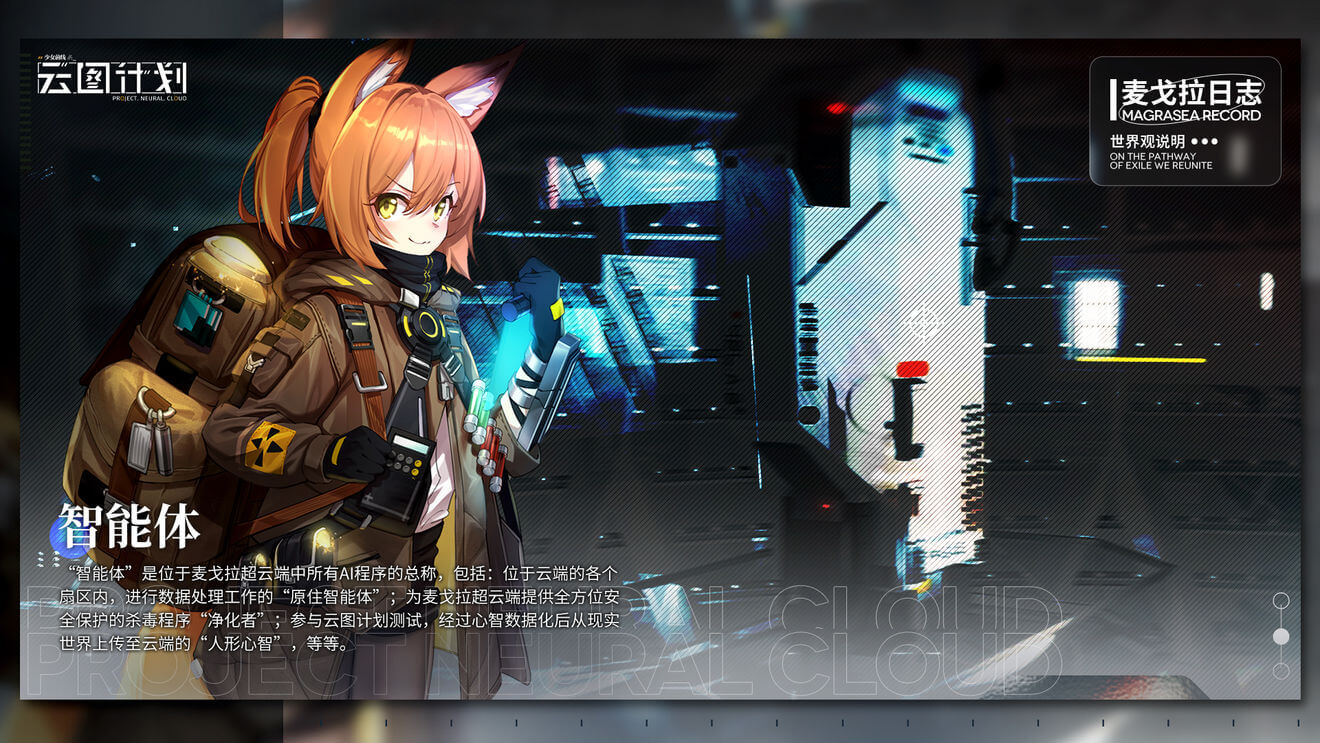 少女前线
云图计划
PROJECT. NEURAL. CLOUD
麦戈拉日志
MAGRASEA RECORD
世界观说明
ON THE PATHWAY
OF EXILE WE REUNITE
智能体
“智能体”是位于麦戈拉超云端中所有AI程序的总称，包括：位于云端的各个
扇区内，进行数据处理工作的“原住智能体”；为麦戈拉超云端提供全方位安
全保护的杀毒程序“净化者”；参与云图计划测试，经过心智数据化后从现实
世界上传至云端的“人形心智”，等等。
PROJECT NEURAL CLOUD
PROJECT NEURAL CLOUD